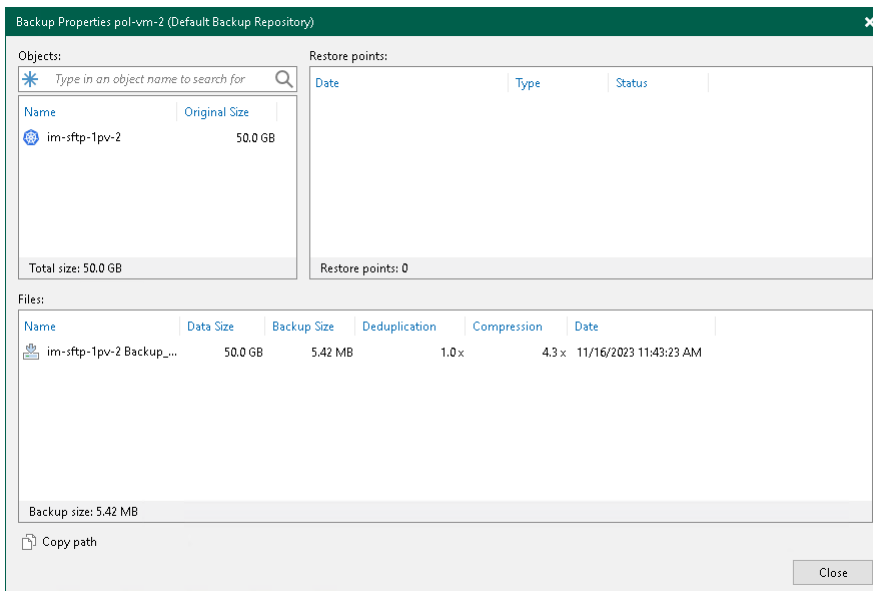 Backup Properties pol-vm-2 (Default Backup Repository)
Objects:
Type in an object name to search for
Name Original Size
im-sftp-1pv-2 50.0 GB
Total size: 50.0 GB
Restore points:
Date Type Status
Restore points: 0
Files:
Name Data Size Backup Size Deduplication Compression Date
im-sftp-1pv-2 Backup_... 50.0 GB 5.42 MB 1.0x 4.3x 11/16/2023 11:43:23 AM
Backup size: 5.42 MB
Copy path
Close